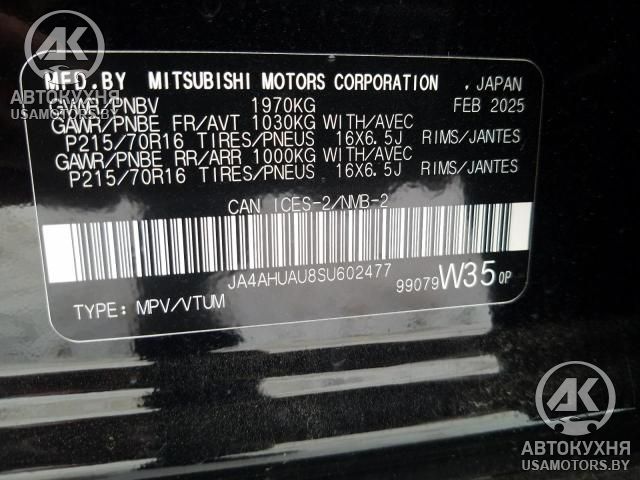 MFD.BY MITSUBISHI MOTORS CORPORATION , JAPAN
GVWR/PNBV 1970KG FEB 2025
GAWR/PNBE FR/AVT 1030KG WITH/AVEC
P215/70R16 TIRES/PNEUS 16X6.5J RIMS/JANTES
GAWR/PNBE RR/ARR 1000KG WITH/AVEC
P215/70R16 TIRES/PNEUS 16X6.5J RIMS/JANTES
CAN ICES-2/NMB-2
JA4AHUAU8SU602477
99079 W35 0P
TYPE: MPV/VTUM
АК
АВТОКУХНЯ
USAMOTORS.BY
АК
АВТОКУХНЯ
USAMOTORS.BY